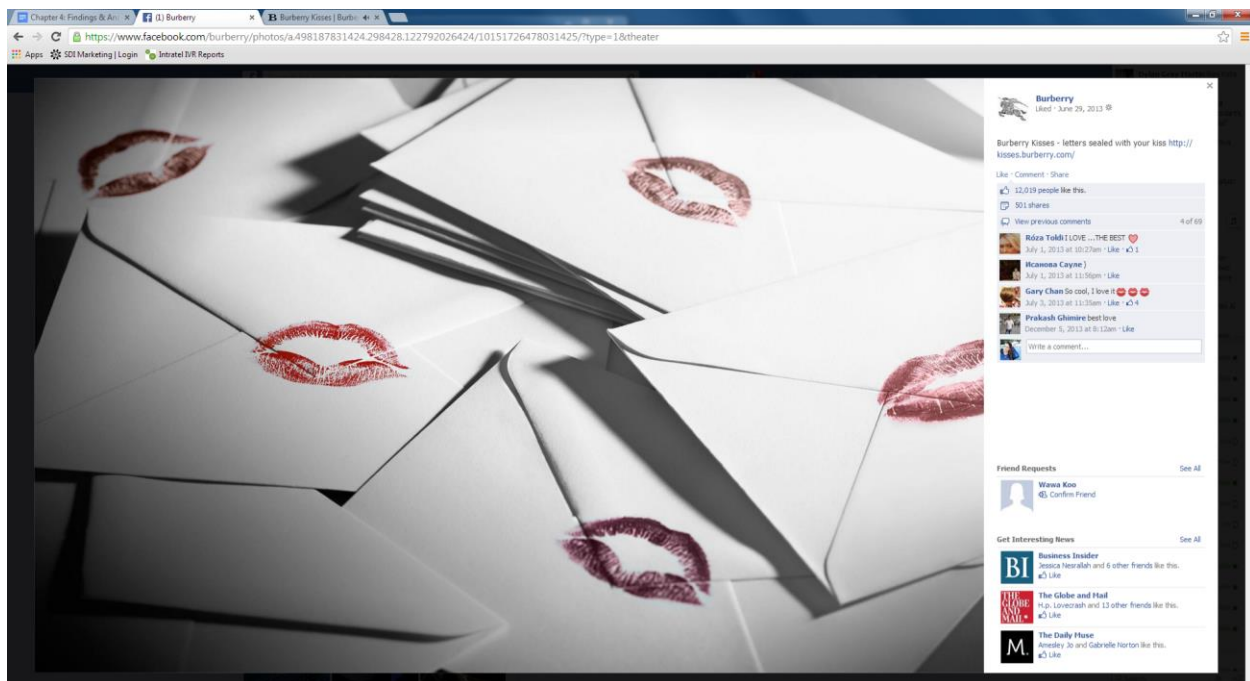 Chapter 4: Findings & An
(1) Burberry
B Burberry Kisses | Burb
https://www.facebook.com/burberry/photos/a.498187831424.298428.122792026424/10151726478031425/?type=1&theater
Apps SDI Marketing | Login Intratel IVR Reports
Burberry
Liked · June 29, 2013
Burberry Kisses - letters sealed with your kiss http://
kisses.burberry.com/
Like · Comment · Share
12,019 people like this.
501 shares
View previous comments 4 of 69
Róza Toldi I LOVE ...THE BEST
July 1, 2013 at 10:27am · Like · 1
Исанова Сауле )
July 1, 2013 at 11:56pm · Like
Gary Chan So cool, I love it
July 3, 2013 at 11:35am · Like · 4
Prakash Ghimire best love
December 5, 2013 at 8:12am · Like
Write a comment...
Friend Requests See All
Wawa Koo
Confirm Friend
Get Interesting News See All
BI
Business Insider
Jessica Nesrallah and 6 other friends like this.
Like
THE GLOBE AND MAIL
The Globe and Mail
H.p. Lovecrash and 13 other friends like this.
Like
M.
The Daily Muse
Amesley Jo and Gabrielle Norton like this.
Like